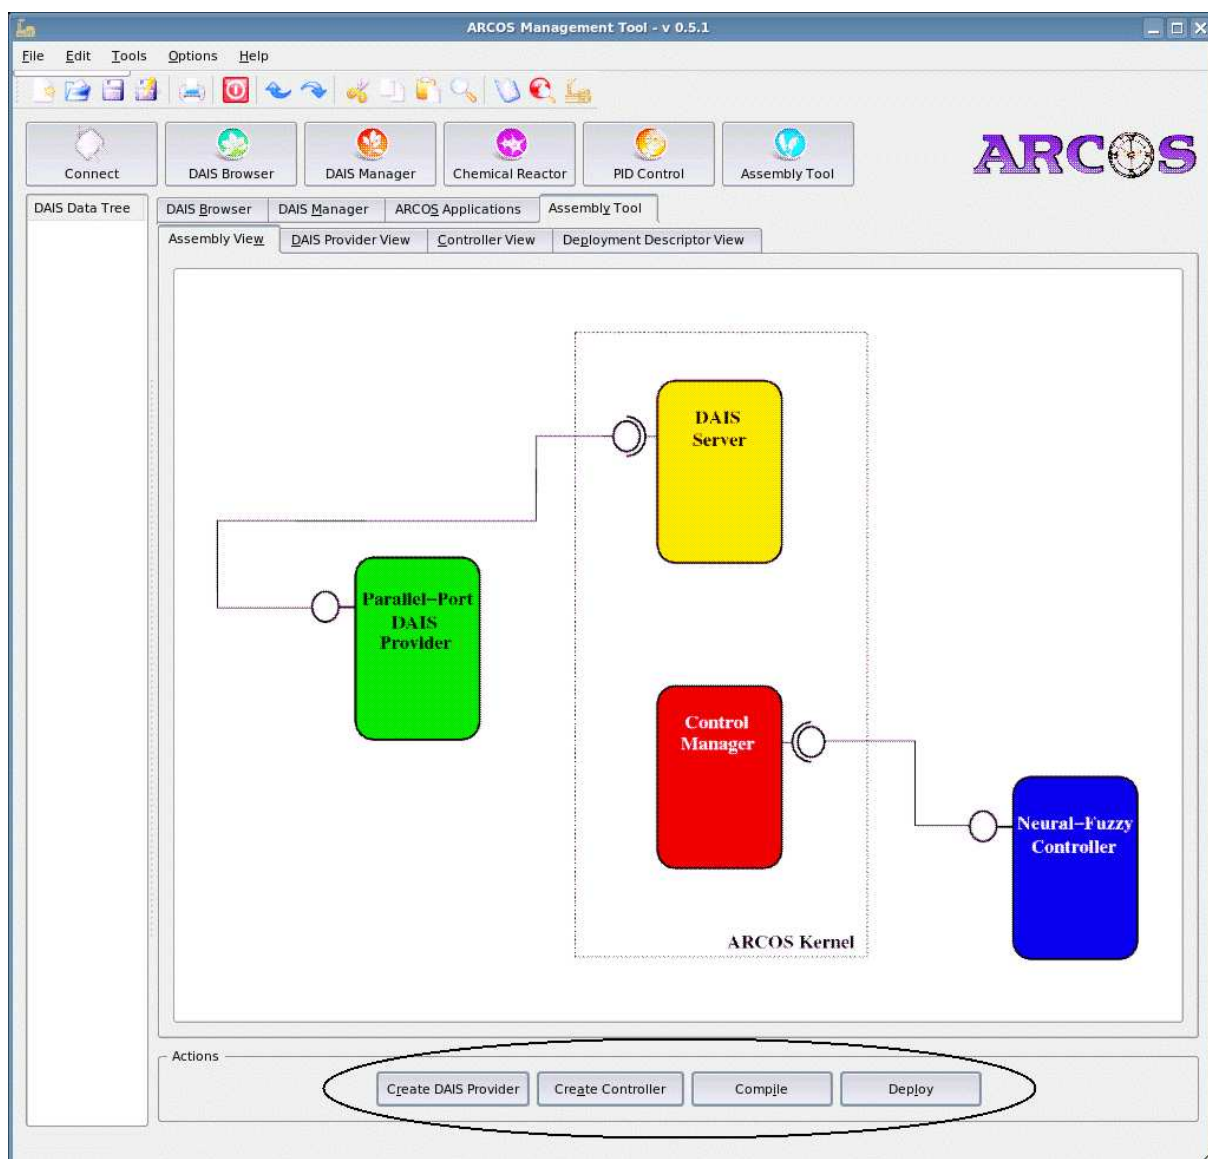 ARCOS Management Tool - v 0.5.1
File Edit Tools Options Help
Connect DAIS Browser DAIS Manager Chemical Reactor PID Control Assembly Tool
ARCOS
DAIS Data Tree
DAIS Browser DAIS Manager ARCOS Applications Assembly Tool
Assembly View DAIS Provider View Controller View Deployment Descriptor View
DAIS
Server
Parallel-Port
DAIS
Provider
Control
Manager
Neural-Fuzzy
Controller
ARCOS Kernel
Actions
Create DAIS Provider Create Controller Compile Deploy